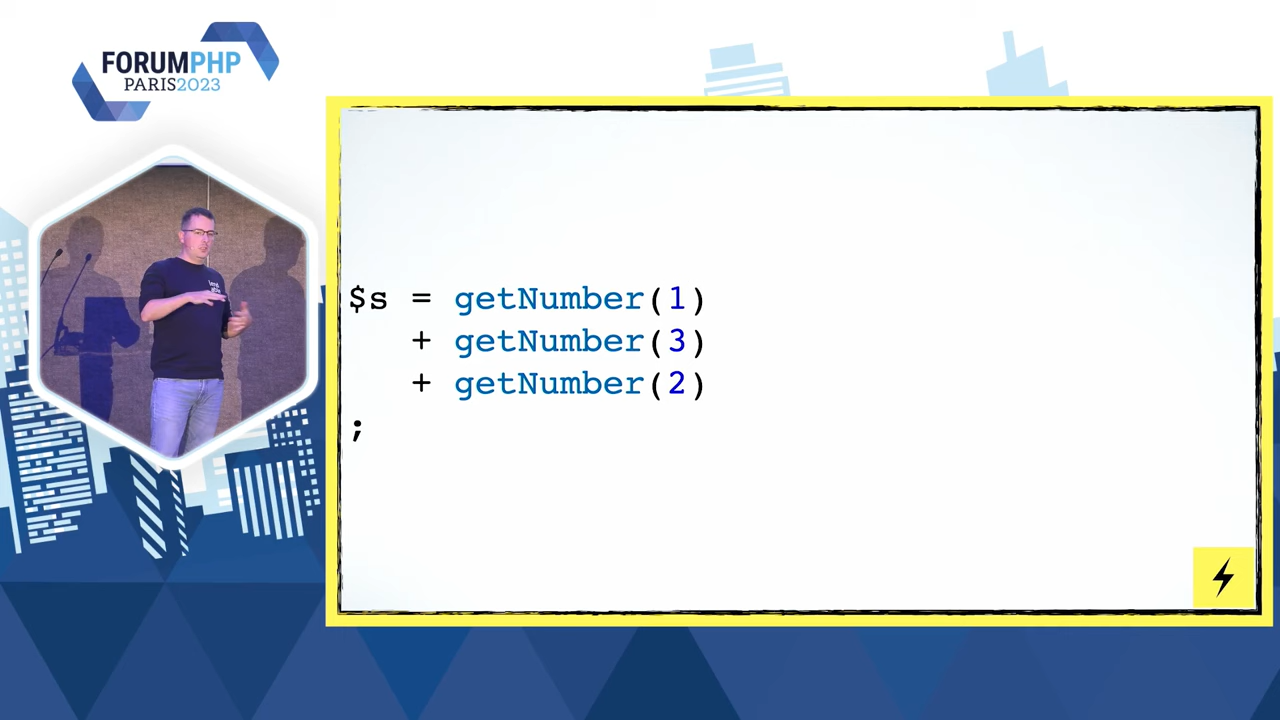 FORUMPHP
PARIS2023
$s = getNumber(1)
   + getNumber(3)
   + getNumber(2)
;